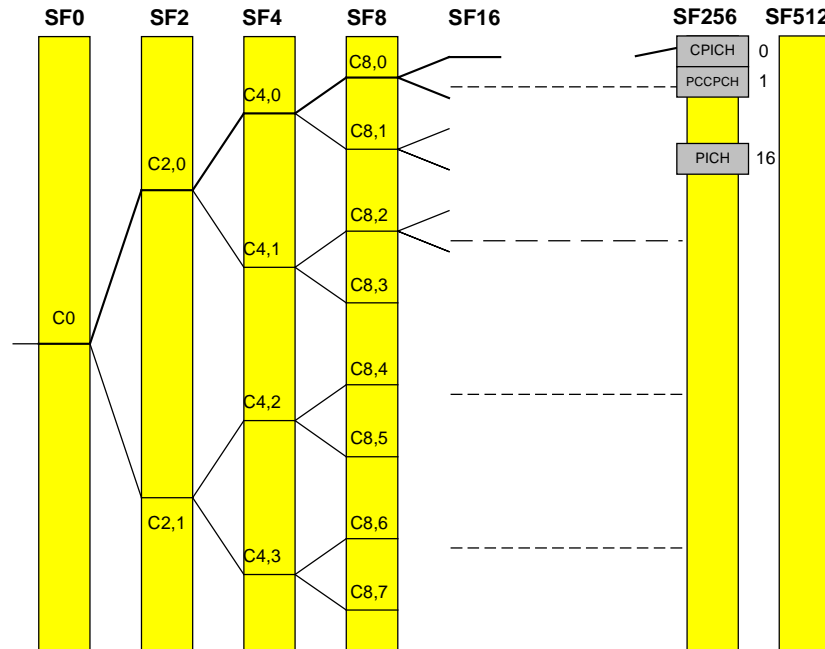 SF0 SF2 SF4 SF8 SF16 SF256 SF512
CPICH 0
C8,0
PCCPCH 1
C4,0
C8,1
C2,0
PICH 16
C8,2
C4,1
C8,3
C0
C8,4
C4,2
C8,5
C2,1
C8,6
C4,3
C8,7